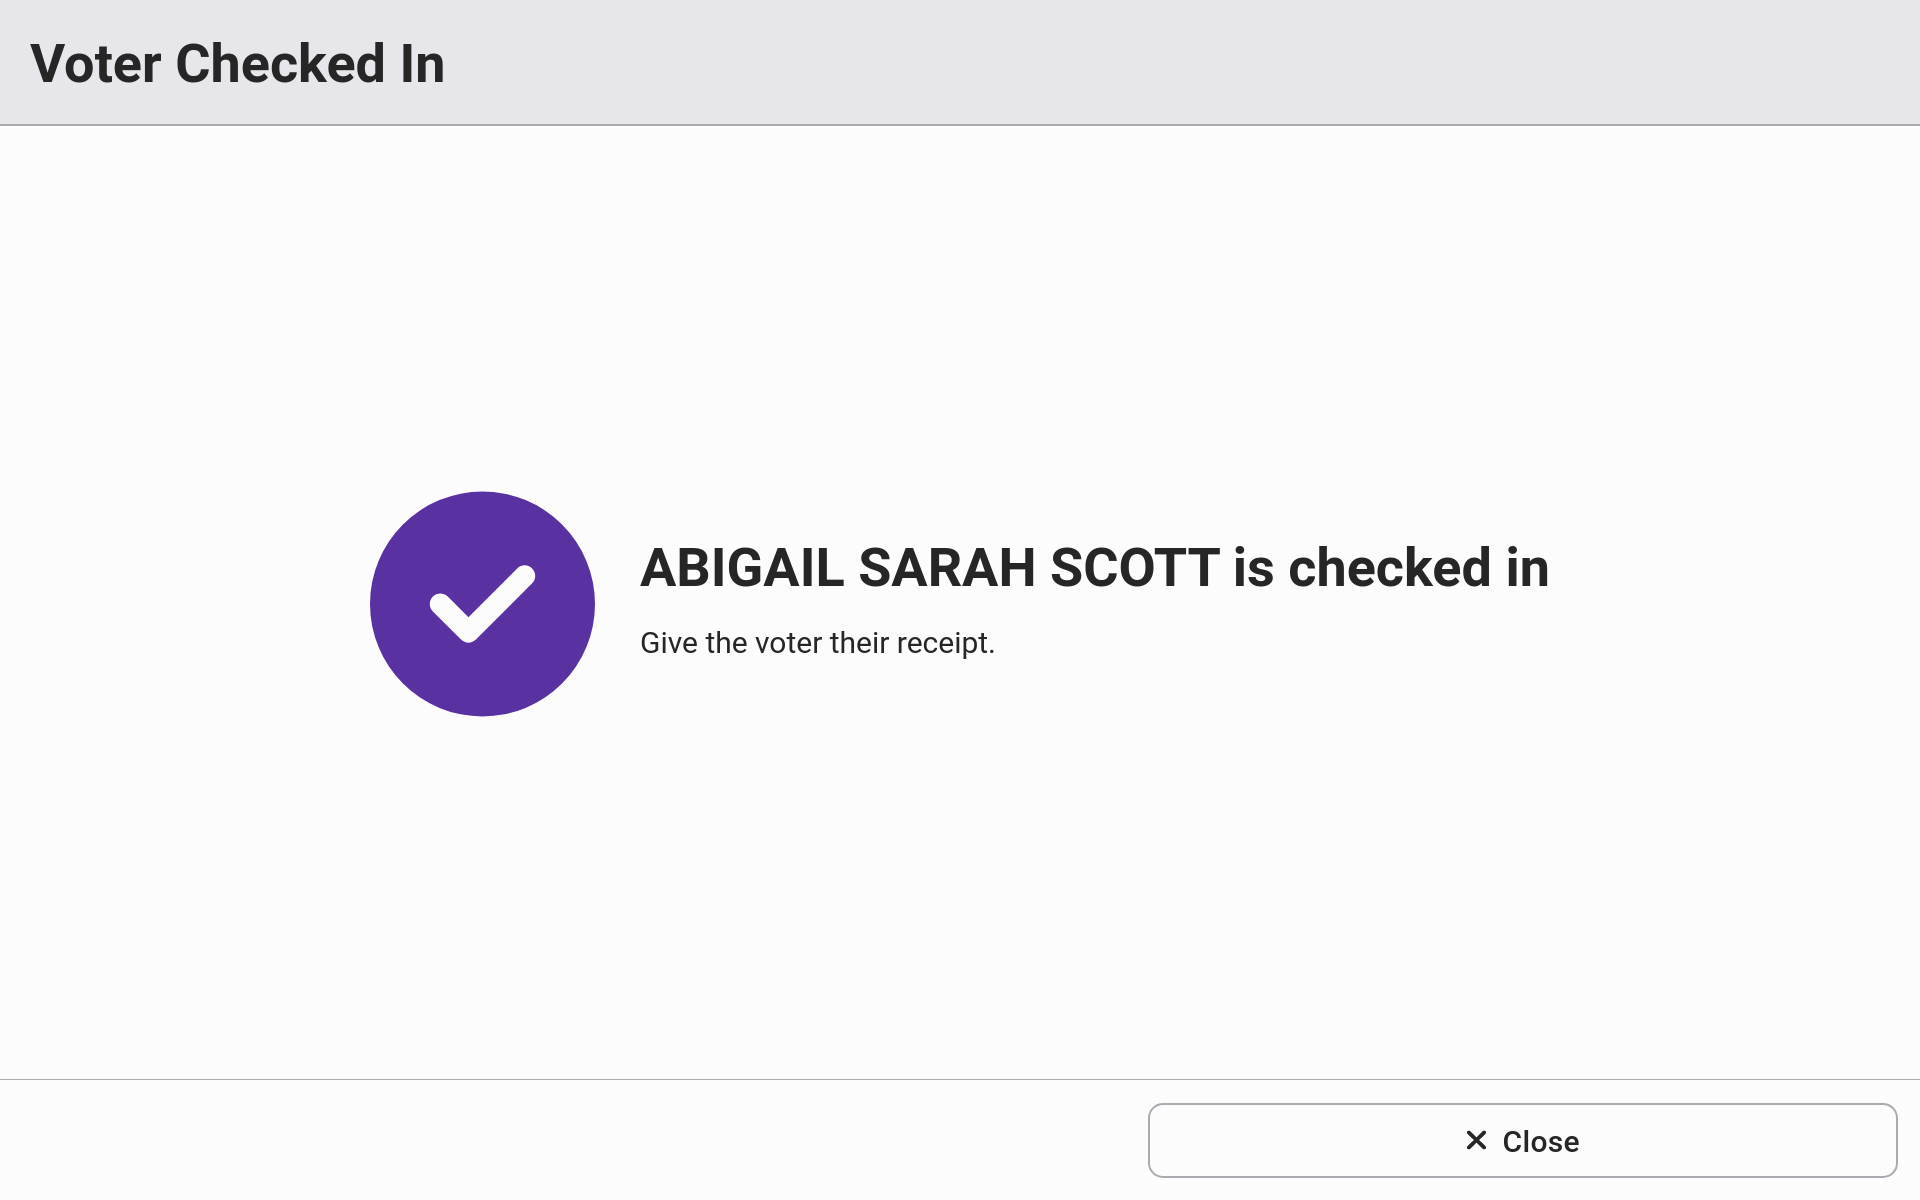 Voter Checked In
ABIGAIL SARAH SCOTT is checked in
Give the voter their receipt.
Close